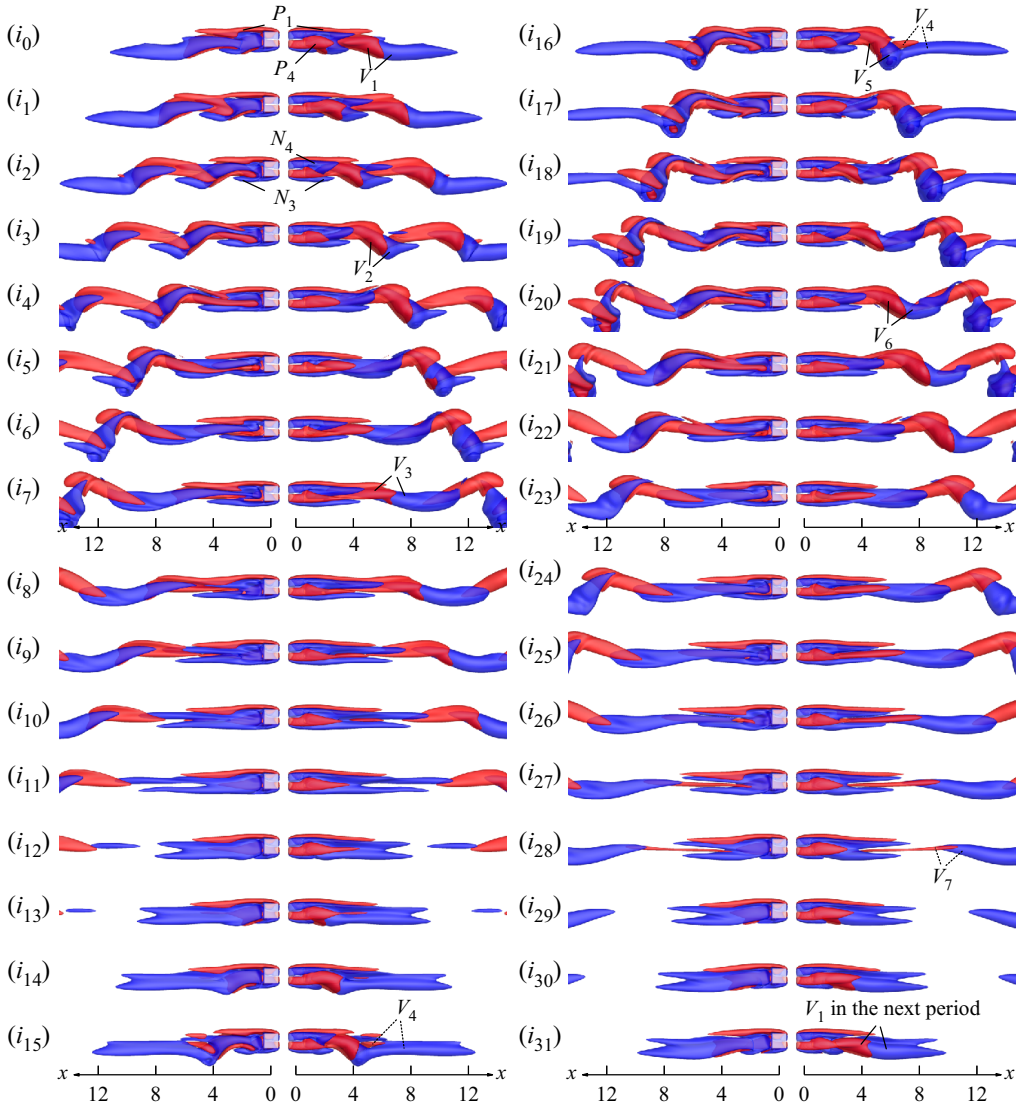 (i0) P1 P4 V1
(i1)
(i2) N4 N3
(i3) V2
(i4)
(i5)
(i6)
(i7) V3
x 12 8 4 0 0 4 8 12 x
(i8)
(i9)
(i10)
(i11)
(i12)
(i13)
(i14)
(i15) V4
x 12 8 4 0 0 4 8 12 x
(i16) V4 V5
(i17)
(i18)
(i19)
(i20) V6
(i21)
(i22)
(i23)
x 12 8 4 0 0 4 8 12 x
(i24)
(i25)
(i26)
(i27)
(i28) V7
(i29)
(i30)
(i31) V1 in the next period
x 12 8 4 0 0 4 8 12 x